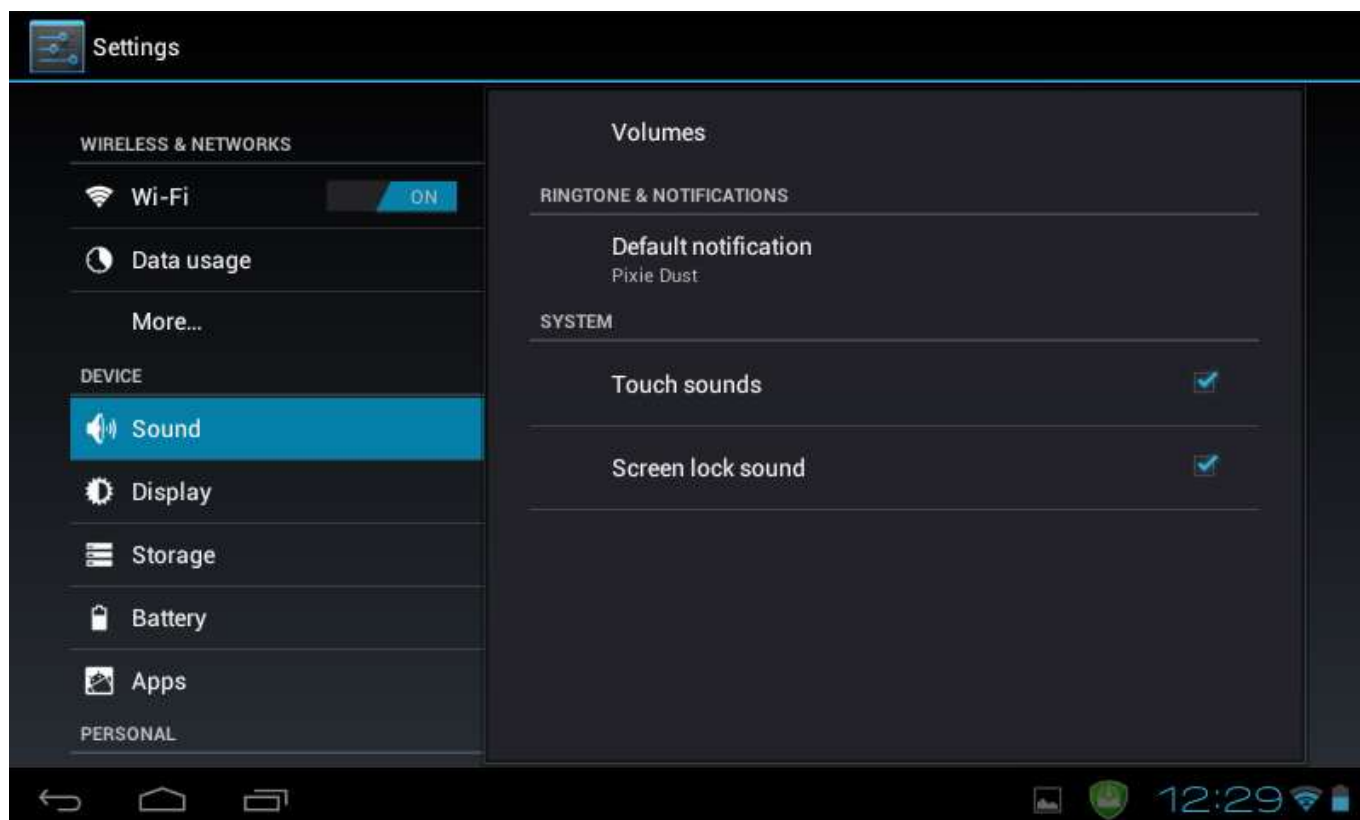 Settings
WIRELESS & NETWORKS
Wi-Fi
ON
Data usage
More...
DEVICE
Sound
Display
Storage
Battery
Apps
PERSONAL
Volumes
RINGTONE & NOTIFICATIONS
Default notification
Pixie Dust
SYSTEM
Touch sounds
Screen lock sound
12:29